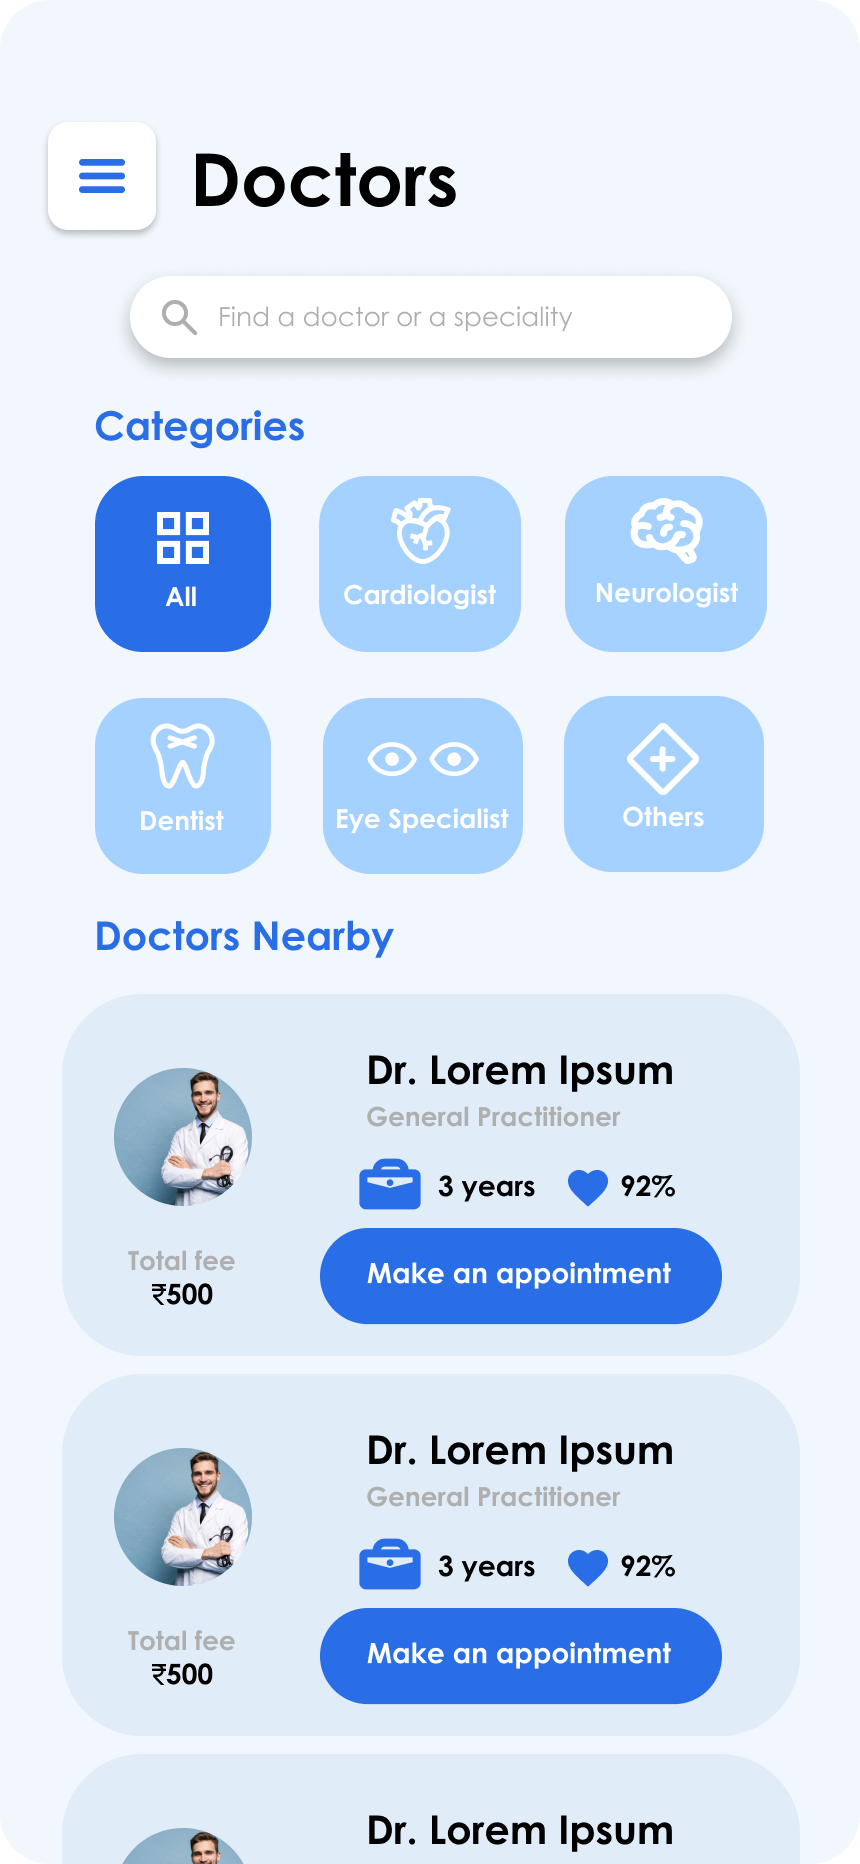 Doctors
Find a doctor or a speciality
Categories
All
Cardiologist
Neurologist
Dentist
Eye Specialist
Others
Doctors Nearby
Dr. Lorem Ipsum
General Practitioner
3 years
92%
Total fee
₹500
Make an appointment
Dr. Lorem Ipsum
General Practitioner
3 years
92%
Total fee
₹500
Make an appointment
Dr. Lorem Ipsum